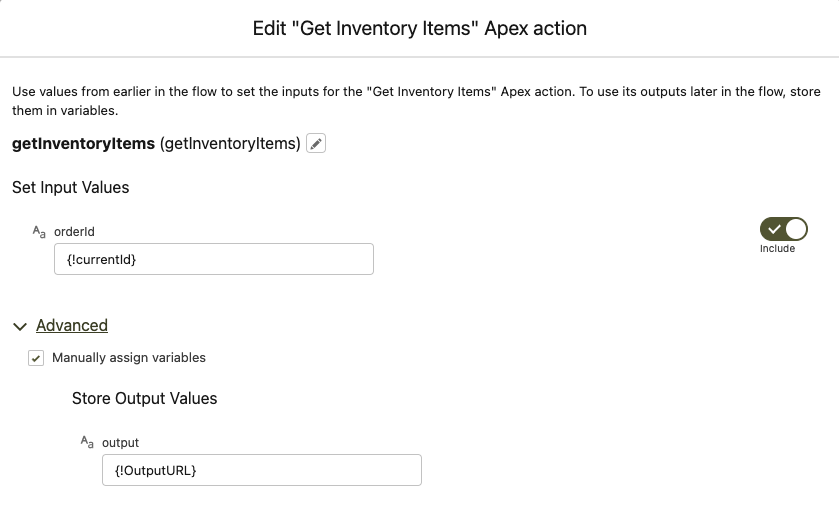 Edit "Get Inventory Items" Apex action
Use values from earlier in the flow to set the inputs for the "Get Inventory Items" Apex action. To use its outputs later in the flow, store
them in variables.
getInventoryItems (getInventoryItems)
Set Input Values
Aa orderId
{!currentId}
Include
Advanced
Manually assign variables
Store Output Values
Aa output
{!OutputURL}